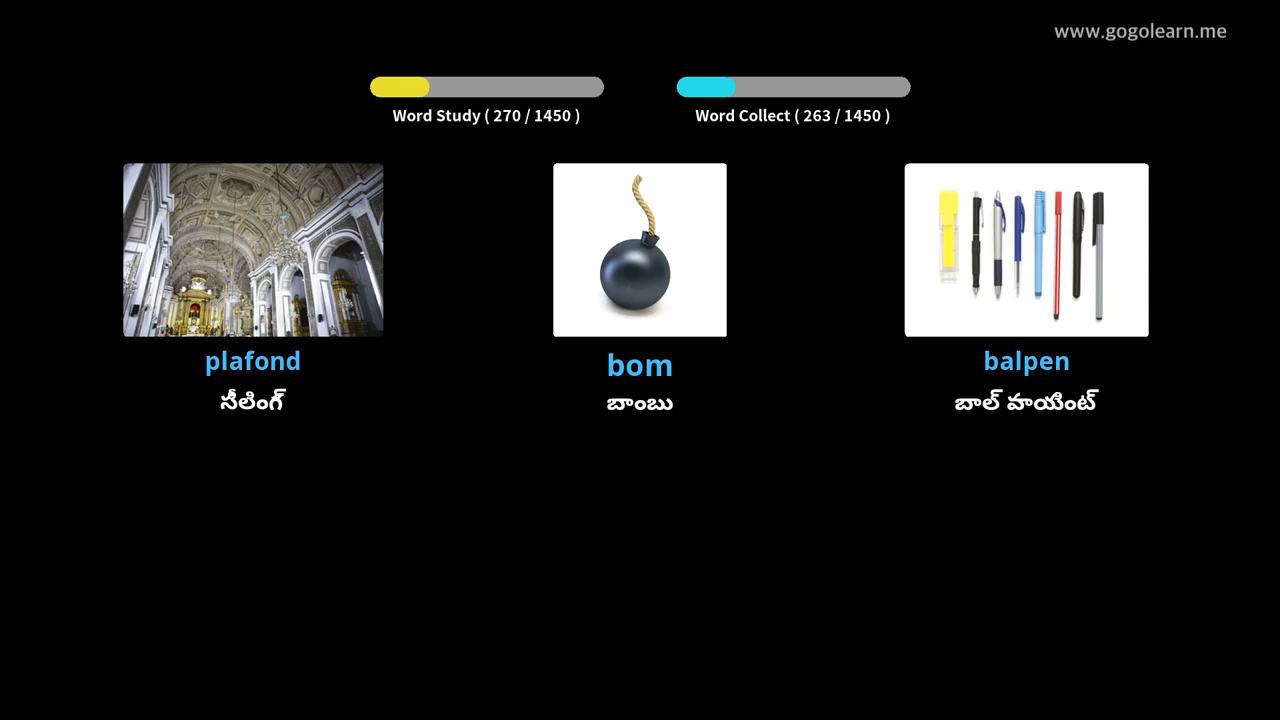 www.gogolearn.me
Word Study ( 270 / 1450 )
Word Collect ( 263 / 1450 )
plafond
bom
balpen
సీలింగ్
బాంబు
బాల్ పాయింట్